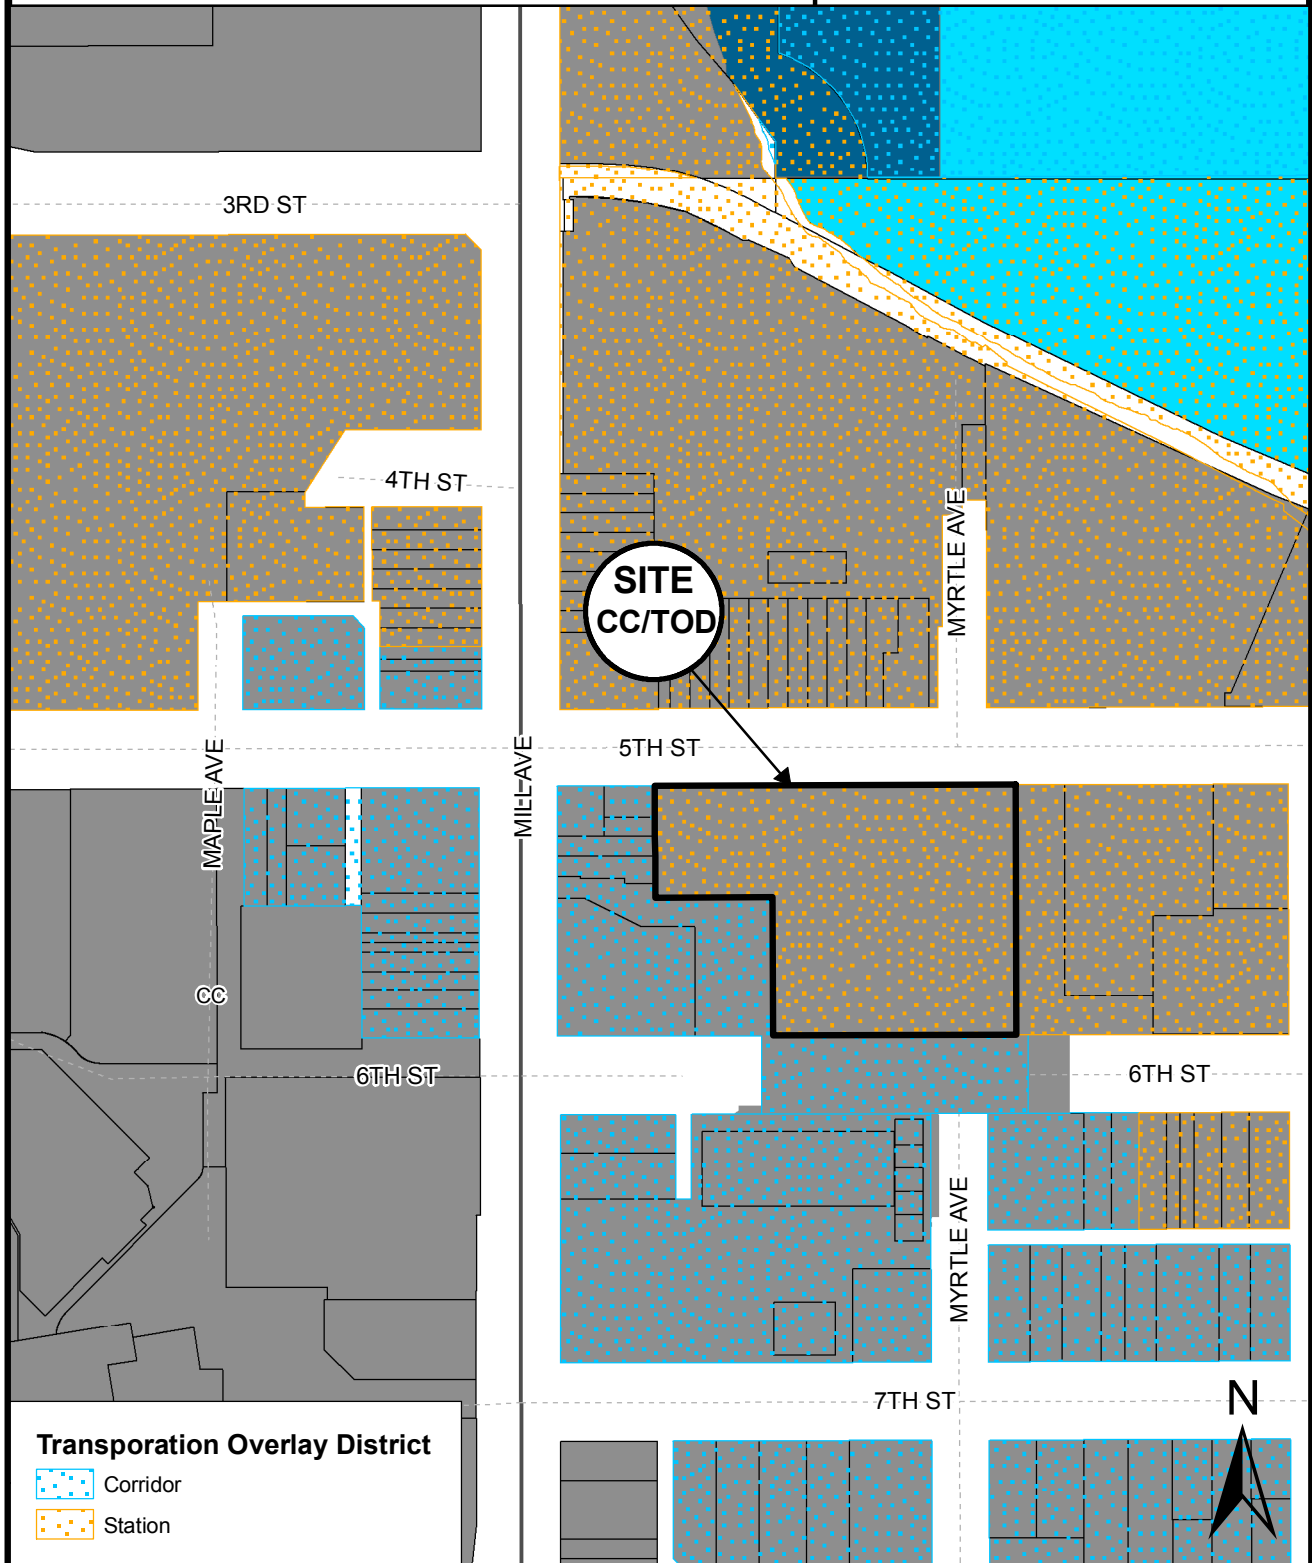 3RD ST
4TH ST
MYRTLE AVE
SITE
CC/TOD
5TH ST
MAPLE AVE
MILL AVE
CC
6TH ST
6TH ST
MYRTLE AVE
7TH ST
N
Transporation Overlay District
Corridor
Station